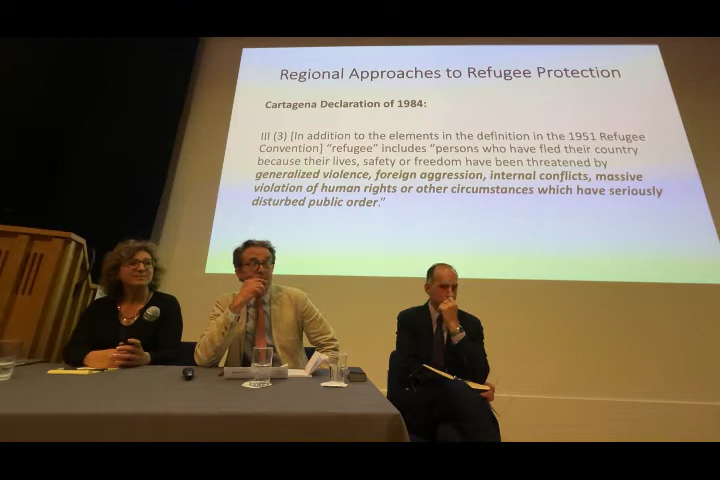 Regional Approaches to Refugee Protection
Cartagena Declaration of 1984:
III (3) [In addition to the elements in the definition in the 1951 Refugee
Convention] “refugee” includes “persons who have fled their country
because their lives, safety or freedom have been threatened by
generalized violence, foreign aggression, internal conflicts, massive
violation of human rights or other circumstances which have seriously
disturbed public order.”